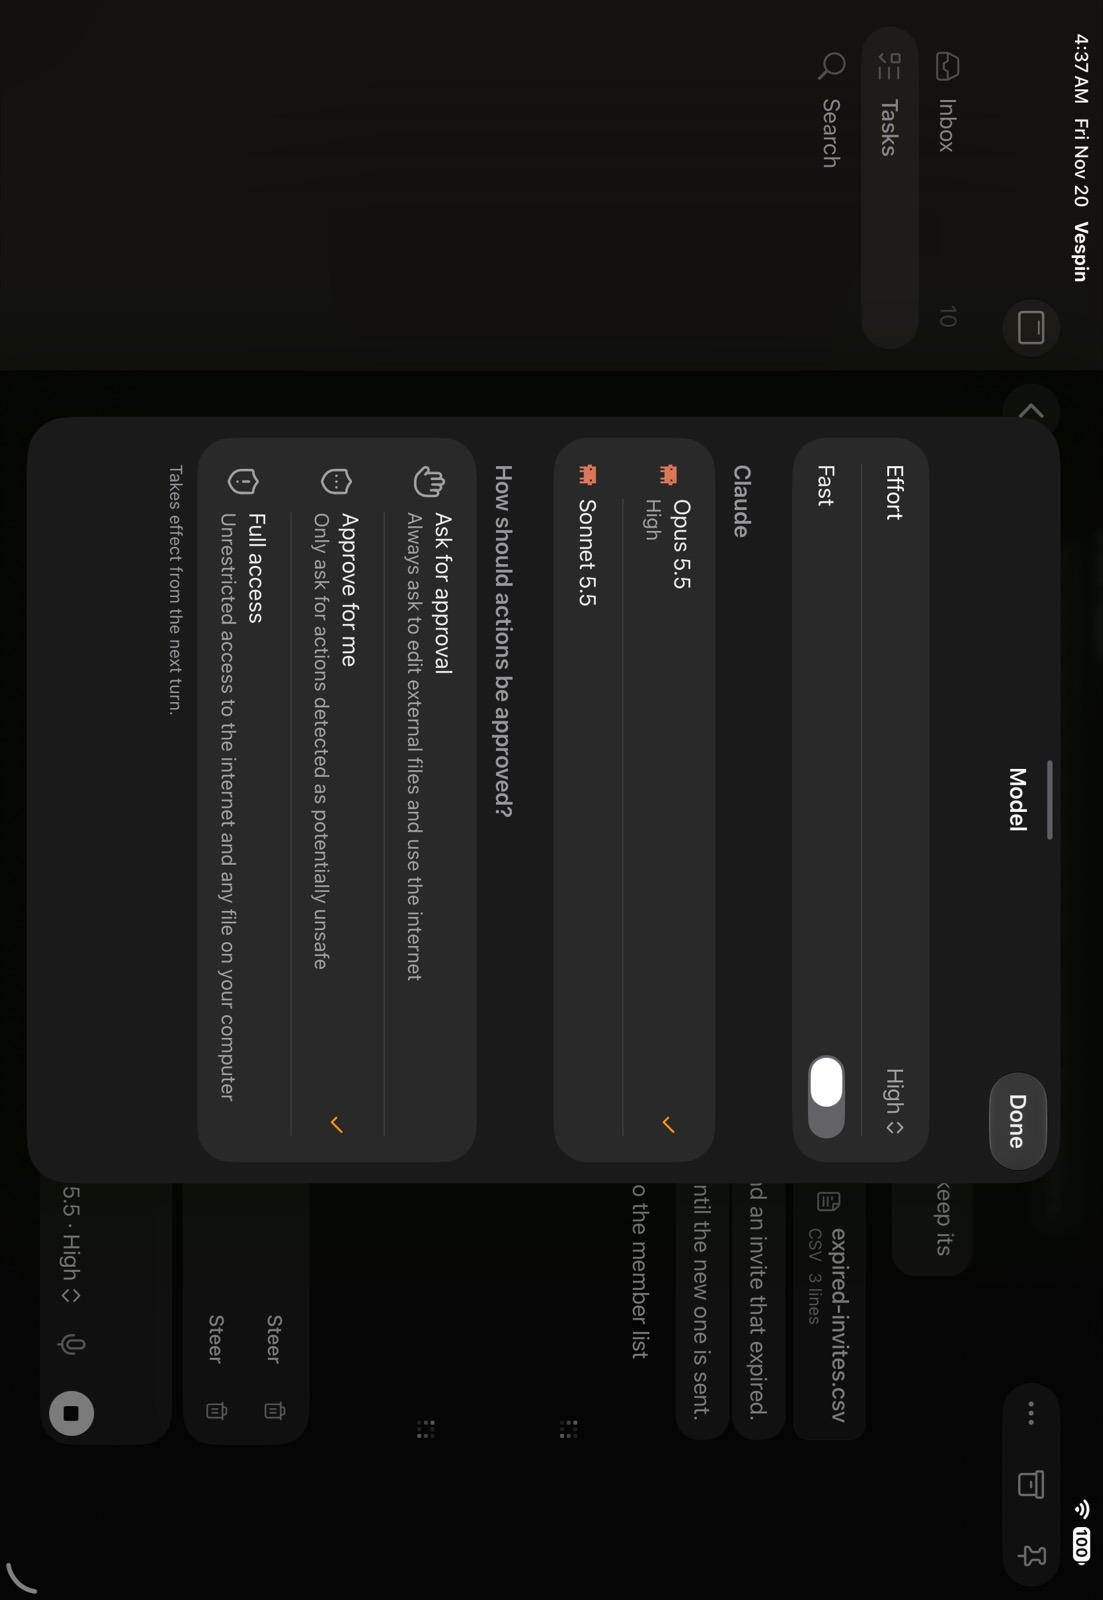 4:37 AM Fri Nov 20 Vespin
100
Inbox 10
Tasks
Search
Model
Done
Effort High
Fast
Claude
Opus 5.5
High
Sonnet 5.5
How should actions be approved?
Ask for approval
Always ask to edit external files and use the internet
Approve for me
Only ask for actions detected as potentially unsafe
Full access
Unrestricted access to the internet and any file on your computer
Takes effect from the next turn.
keep its
expired-invites.csv
CSV 3 lines
an invite that expired.
the new one is sent.
the member list
Steer
Steer
5.5 · High